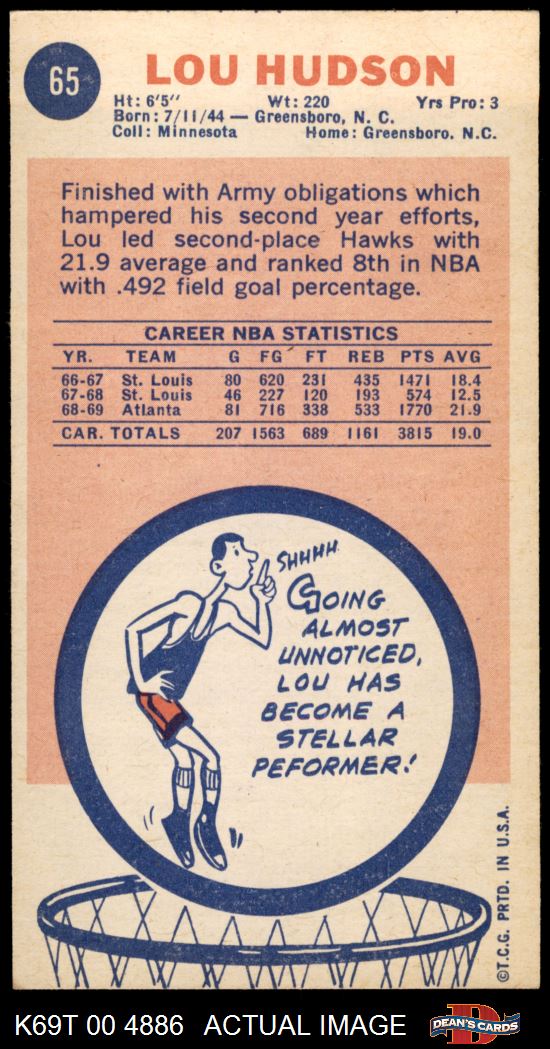 65
LOU HUDSON
Ht: 6'5" Wt: 220 Yrs Pro: 3
Born: 7/11/44 — Greensboro, N. C.
Coll: Minnesota Home: Greensboro. N.C.
Finished with Army obligations which
hampered his second year efforts,
Lou led second-place Hawks with
21.9 average and ranked 8th in NBA
with .492 field goal percentage.
CAREER NBA STATISTICS
YR. TEAM G FG FT REB PTS AVG
66-67 St. Louis 80 620 231 435 1471 18.4
67-68 St. Louis 46 227 120 193 574 12.5
68-69 Atlanta 81 716 338 533 1770 21.9
CAR. TOTALS 207 1563 689 1161 3815 19.0
SHHHH
GOING
ALMOST
UNNOTICED,
LOU HAS
BECOME A
STELLAR
PEFORMER!
©T.C.G. PRTD. IN U.S.A.
K69T 00 4886 ACTUAL IMAGE
D
DEAN'S CARDS